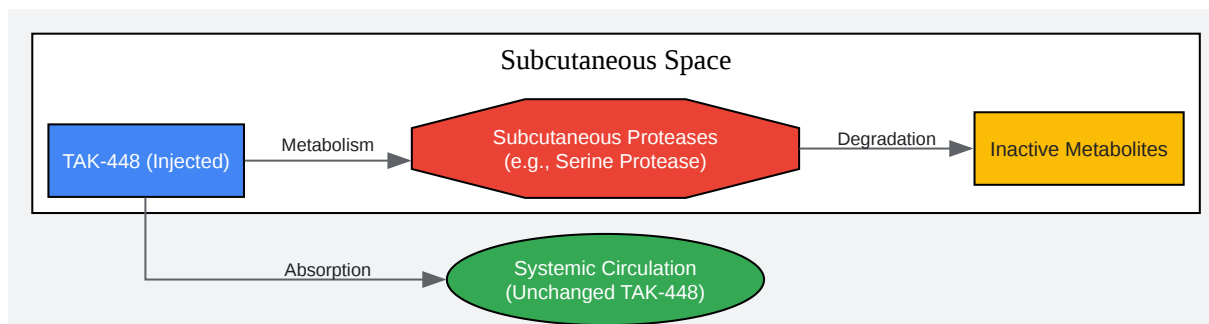 Subcutaneous Space
TAK-448 (Injected)
Metabolism
Subcutaneous Proteases
(e.g., Serine Protease)
Degradation
Inactive Metabolites
Absorption
Systemic Circulation
(Unchanged TAK-448)